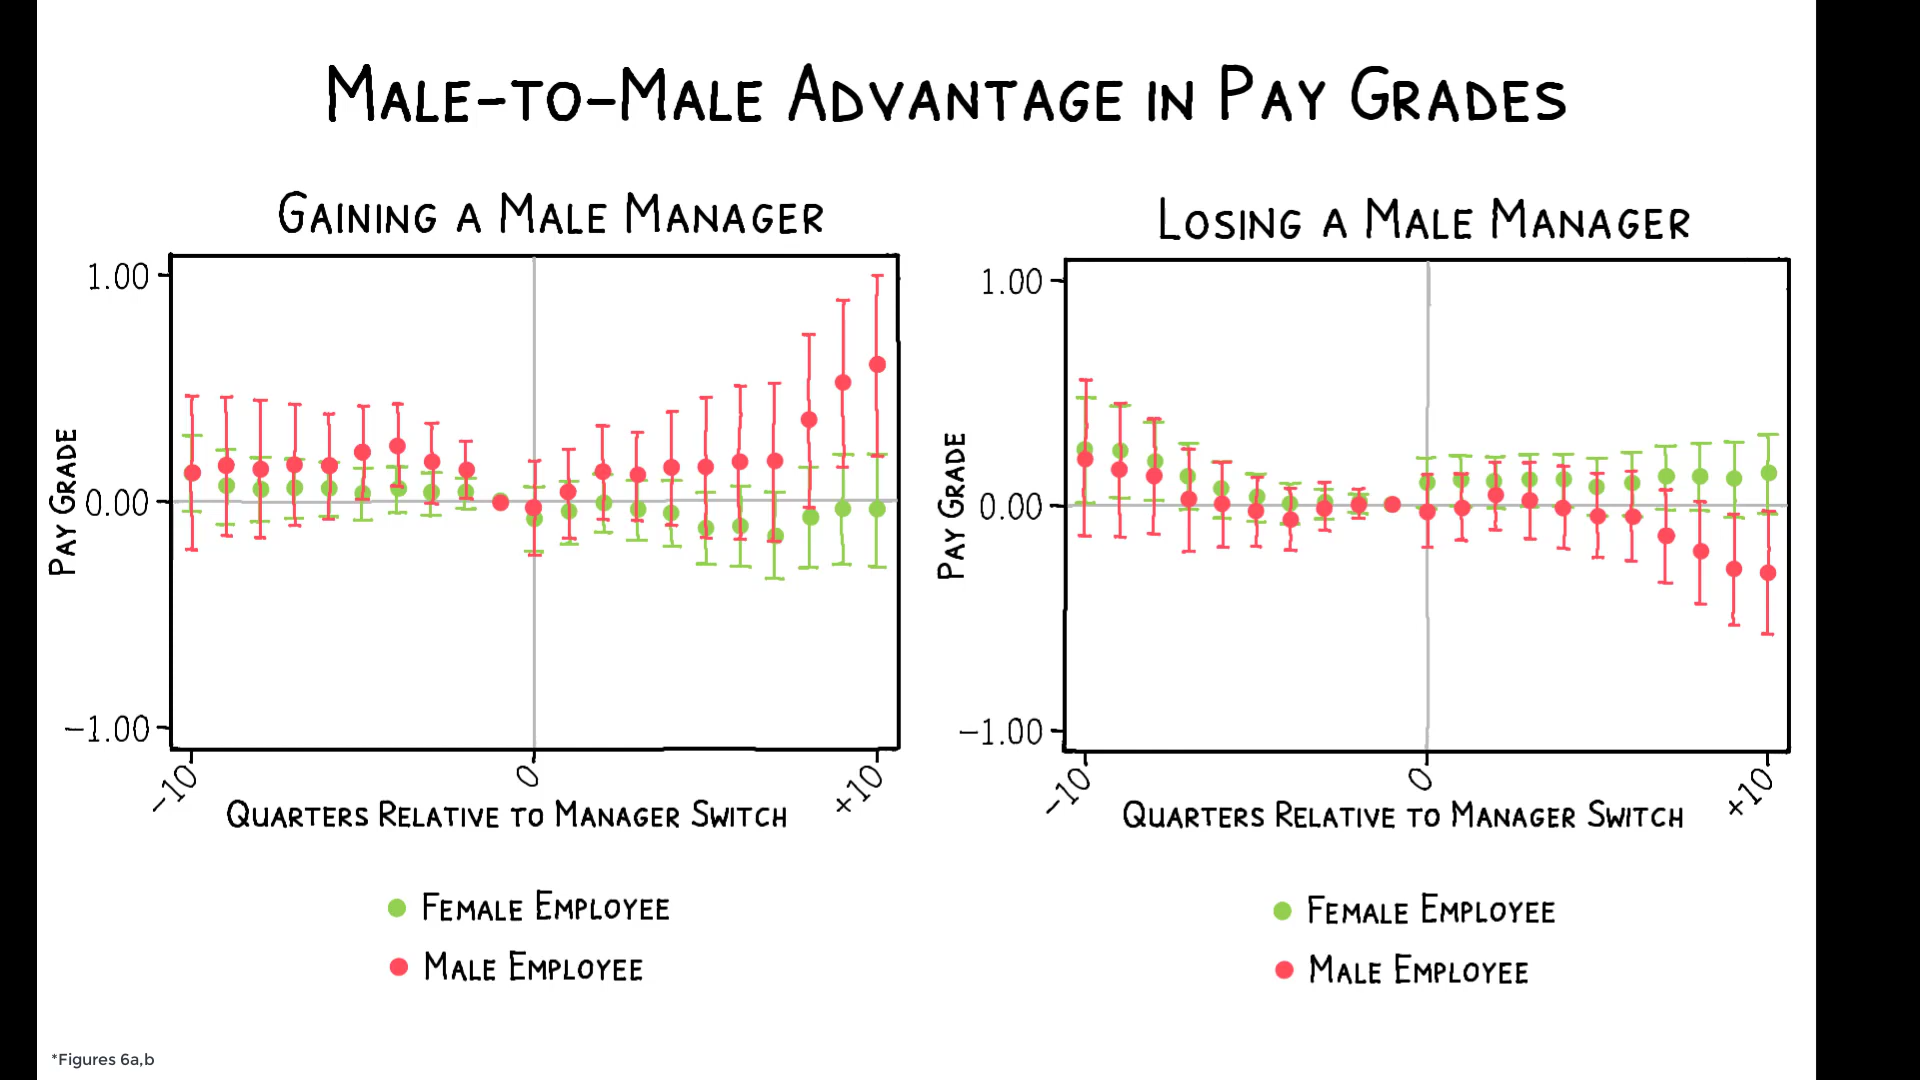 Male-to-Male Advantage in Pay Grades
Gaining a Male Manager
1.00
0.00
-1.00
Pay Grade
-10
0
+10
Quarters Relative to Manager Switch
Female Employee
Male Employee
Losing a Male Manager
1.00
0.00
-1.00
Pay Grade
-10
0
+10
Quarters Relative to Manager Switch
Female Employee
Male Employee
*Figures 6a,b